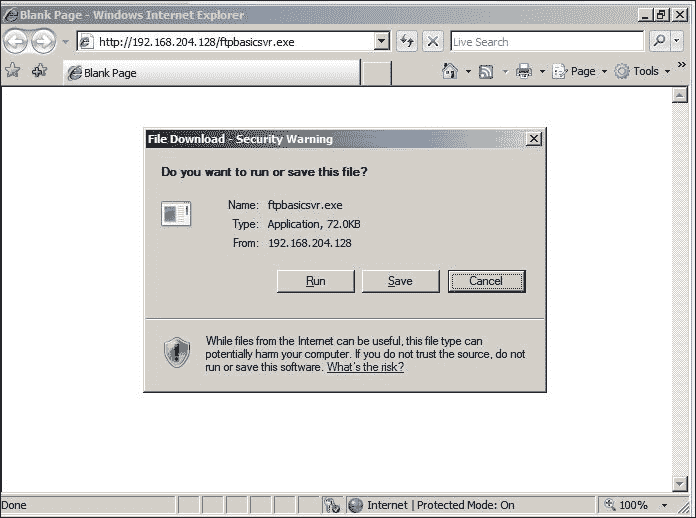 Blank Page - Windows Internet Explorer
http://192.168.204.128/ftpbasicsvr.exe
Live Search
Blank Page
Page
Tools
File Download - Security Warning
Do you want to run or save this file?
Name: ftpbasicsvr.exe
Type: Application, 72.0KB
From: 192.168.204.128
Run Save Cancel
While files from the Internet can be useful, this file type can
potentially harm your computer. If you do not trust the source, do not
run or save this software. What's the risk?
Done
Internet | Protected Mode: On
100%